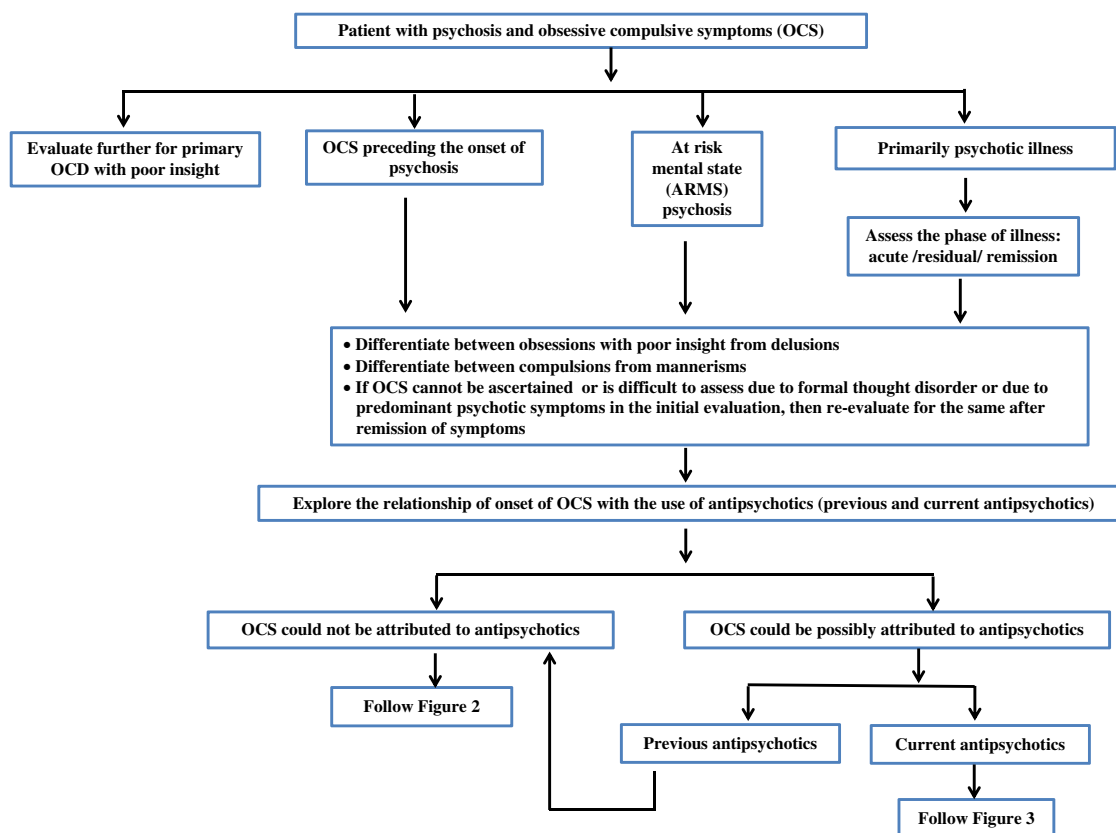 Patient with psychosis and obsessive compulsive symptoms (OCS)
Evaluate further for primary
OCD with poor insight
OCS preceding the onset of
psychosis
At risk
mental state
(ARMS)
psychosis
Primarily psychotic illness
Assess the phase of illness:
acute /residual/ remission
• Differentiate between obsessions with poor insight from delusions
• Differentiate between compulsions from mannerisms
• If OCS cannot be ascertained or is difficult to assess due to formal thought disorder or due to
predominant psychotic symptoms in the initial evaluation, then re-evaluate for the same after
remission of symptoms
Explore the relationship of onset of OCS with the use of antipsychotics (previous and current antipsychotics)
OCS could not be attributed to antipsychotics
OCS could be possibly attributed to antipsychotics
Follow Figure 2
Previous antipsychotics
Current antipsychotics
Follow Figure 3